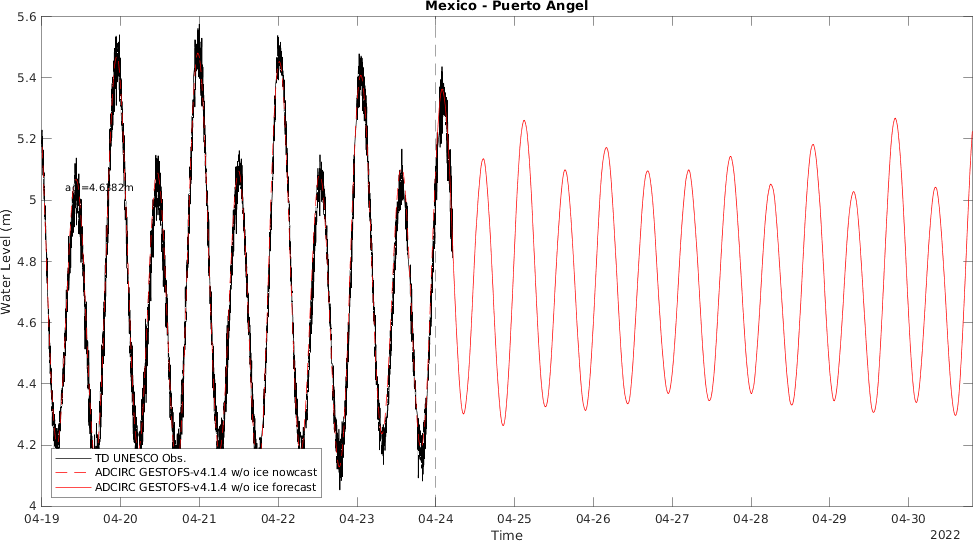 Mexico - Puerto Angel
5.6
5.4
5.2
5
4.8
4.6
4.4
4.2
4
Water Level (m)
=4.6382m
TD UNESCO Obs.
ADCIRC GESTOFS-v4.1.4 w/o ice nowcast
ADCIRC GESTOFS-v4.1.4 w/o ice forecast
04-19 04-20 04-21 04-22 04-23 04-24 04-25 04-26 04-27 04-28 04-29 04-30
Time
2022